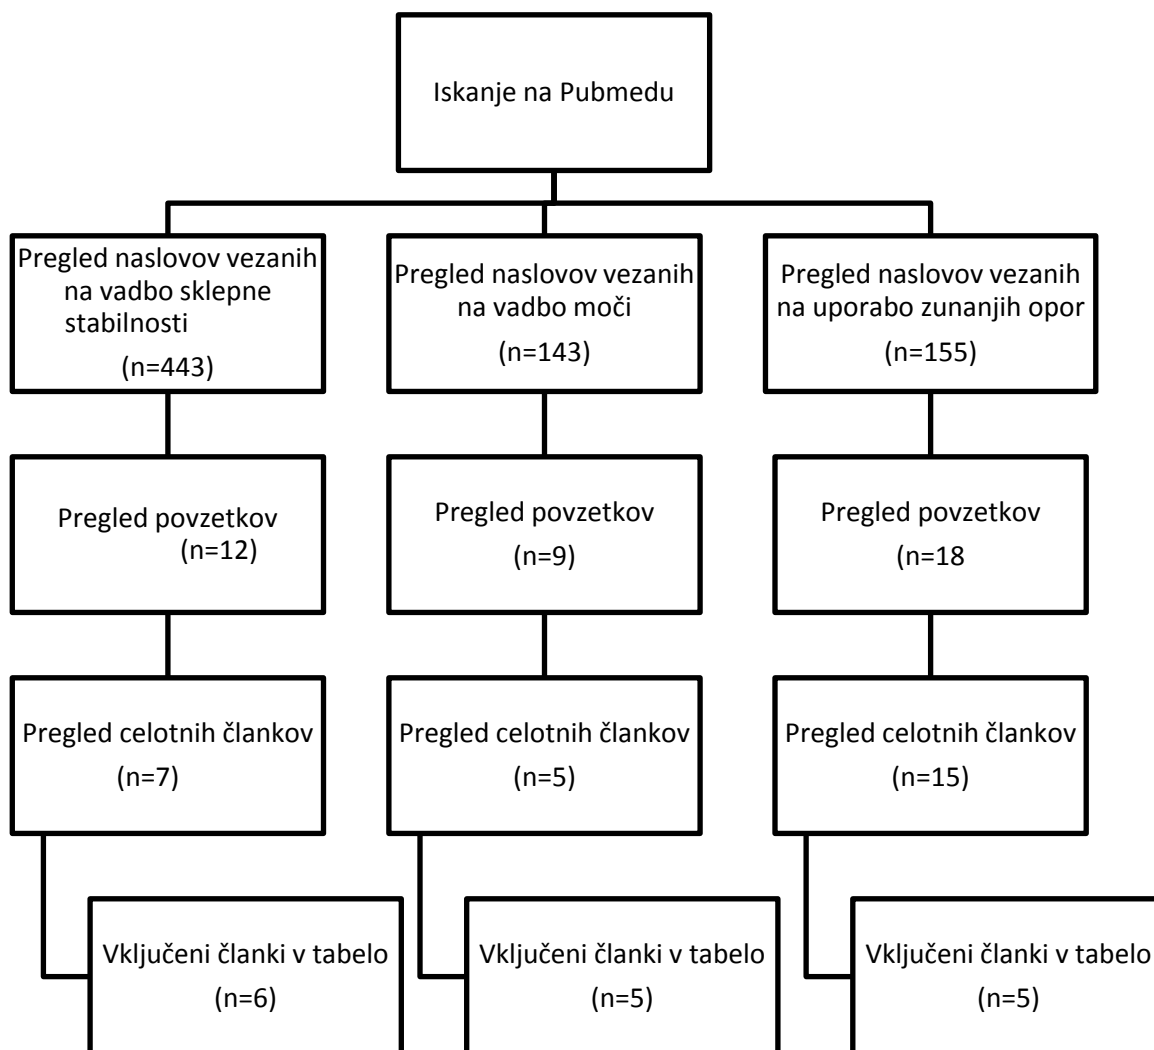 Iskanje na Pubmedu
Pregled naslovov vezanih
na vadbo sklepne
stabilnosti
(n=443)
Pregled naslovov vezanih
na vadbo moči
(n=143)
Pregled naslovov vezanih
na uporabo zunanjih opor
(n=155)
Pregled povzetkov
(n=12)
Pregled povzetkov
(n=9)
Pregled povzetkov
(n=18
Pregled celotnih člankov
(n=7)
Pregled celotnih člankov
(n=5)
Pregled celotnih člankov
(n=15)
Vključeni članki v tabelo
(n=6)
Vključeni članki v tabelo
(n=5)
Vključeni članki v tabelo
(n=5)